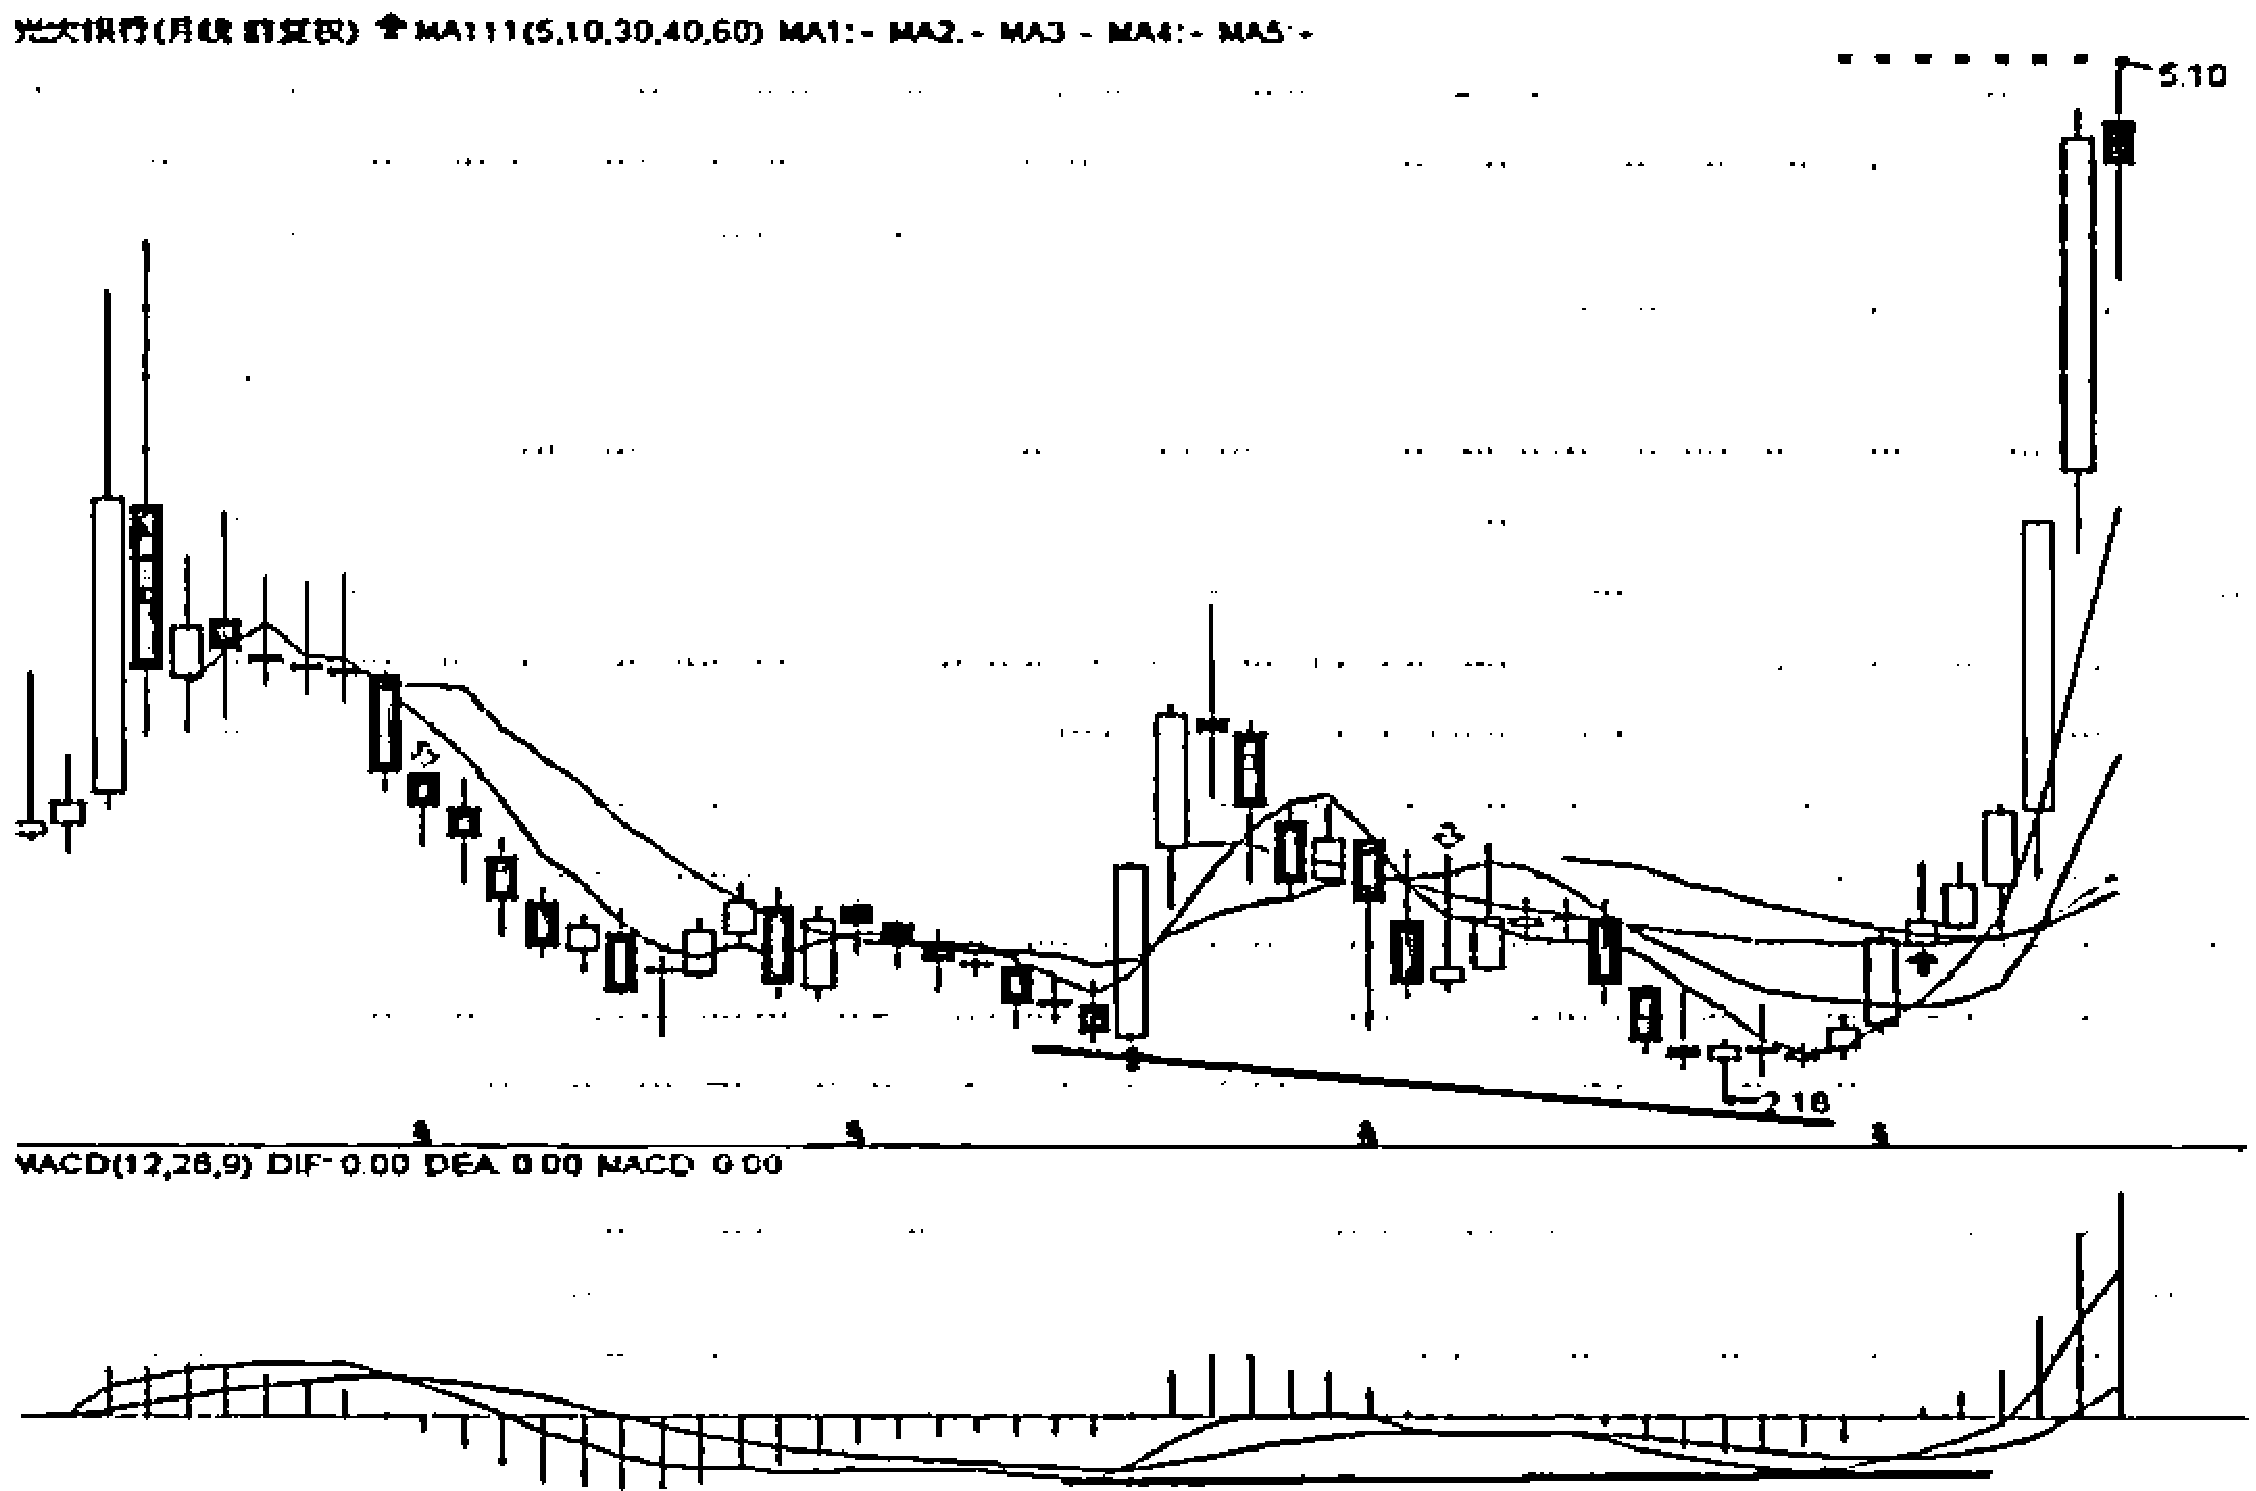 光大银行(月线 前复权) MA111(5,10,30,40,60) MA1:- MA2:- MA3 - MA4:- MA5:-
5.10
2.18
MACD(12,26,9) DIF 0.00 DEA 0.00 MACD 0.00